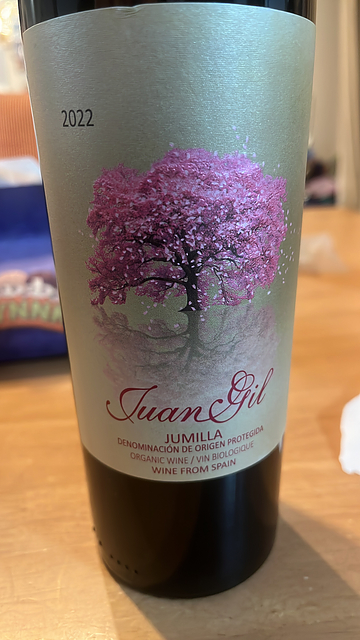 2022
Juan Gil
JUMILLA
DENOMINACIÓN DE ORIGEN PROTEGIDA
ORGANIC WINE / VIN BIOLOGIQUE
WINE FROM SPAIN